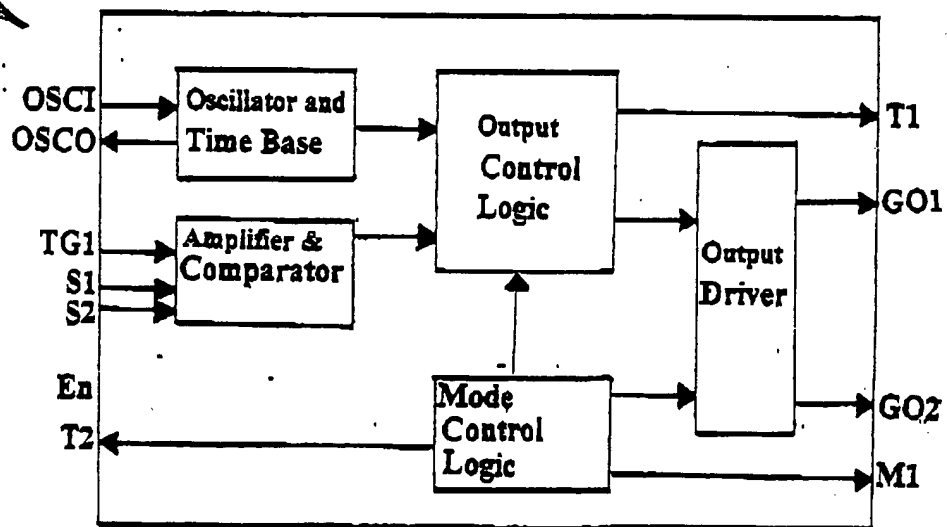 OSCI
OSCO
Oscillator and
Time Base
Output
Control
Logic
T1
GO1
TG1
S1
S2
Amplifier &
Comparator
Output
Driver
En
T2
Mode
Control
Logic
GO2
M1